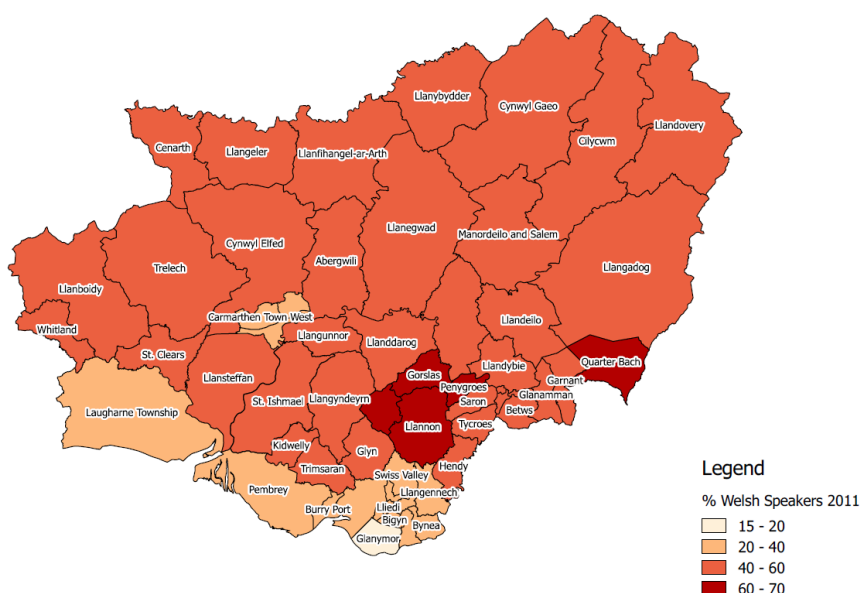 Llanybydder
Cynwyl Gaeo
Llandovery
Cilycwm
Cenarth
Llangeler
Llanfihangel-ar-Arth
Llanegwad
Manordeilo and Salem
Cynwyl Elfed
Abergwili
Trelech
Llangadog
Llanboidy
Carmarthen Town West
Llandeilo
Whitland
Llangunnor
Llanddarog
St. Clears
Quarter Bach
Llandybie
Gorslas
Llansteffan
Garnant
Penygroes
Glanamman
St. Ishmael
Llangyndeyrn
Saron
Betws
Laugharne Township
Llannon
Tycroes
Kidwelly
Glyn
Trimsaran
Hendy
Swiss Valley
Pembrey
Llangennech
Burry Port
Lliedi
Bigyn
Bynea
Glanymor
Legend
% Welsh Speakers 2011
15 - 20
20 - 40
40 - 60
60 - 70